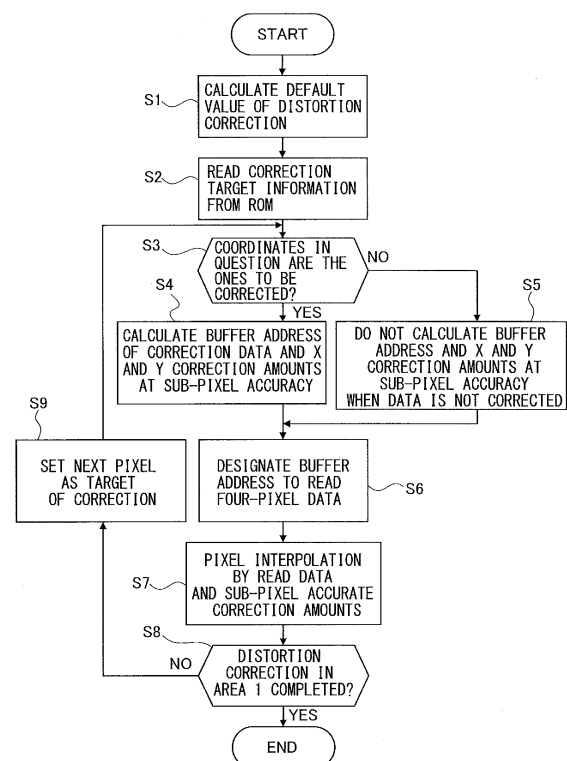 START
S1
CALCULATE DEFAULT
VALUE OF DISTORTION
CORRECTION
S2
READ CORRECTION
TARGET INFORMATION
FROM ROM
S3
COORDINATES IN
QUESTION ARE THE
ONES TO BE
CORRECTED?
NO
YES
S4
CALCULATE BUFFER ADDRESS
OF CORRECTION DATA AND X
AND Y CORRECTION AMOUNTS
AT SUB-PIXEL ACCURACY
S5
DO NOT CALCULATE BUFFER
ADDRESS AND X AND Y
CORRECTION AMOUNTS AT
SUB-PIXEL ACCURACY
WHEN DATA IS NOT CORRECTED
S9
SET NEXT PIXEL
AS TARGET
OF CORRECTION
DESIGNATE BUFFER
ADDRESS TO READ
FOUR-PIXEL DATA
S6
S7
PIXEL INTERPOLATION
BY READ DATA
AND SUB-PIXEL ACCURATE
CORRECTION AMOUNTS
S8
NO
DISTORTION
CORRECTION IN
AREA 1 COMPLETED?
YES
END